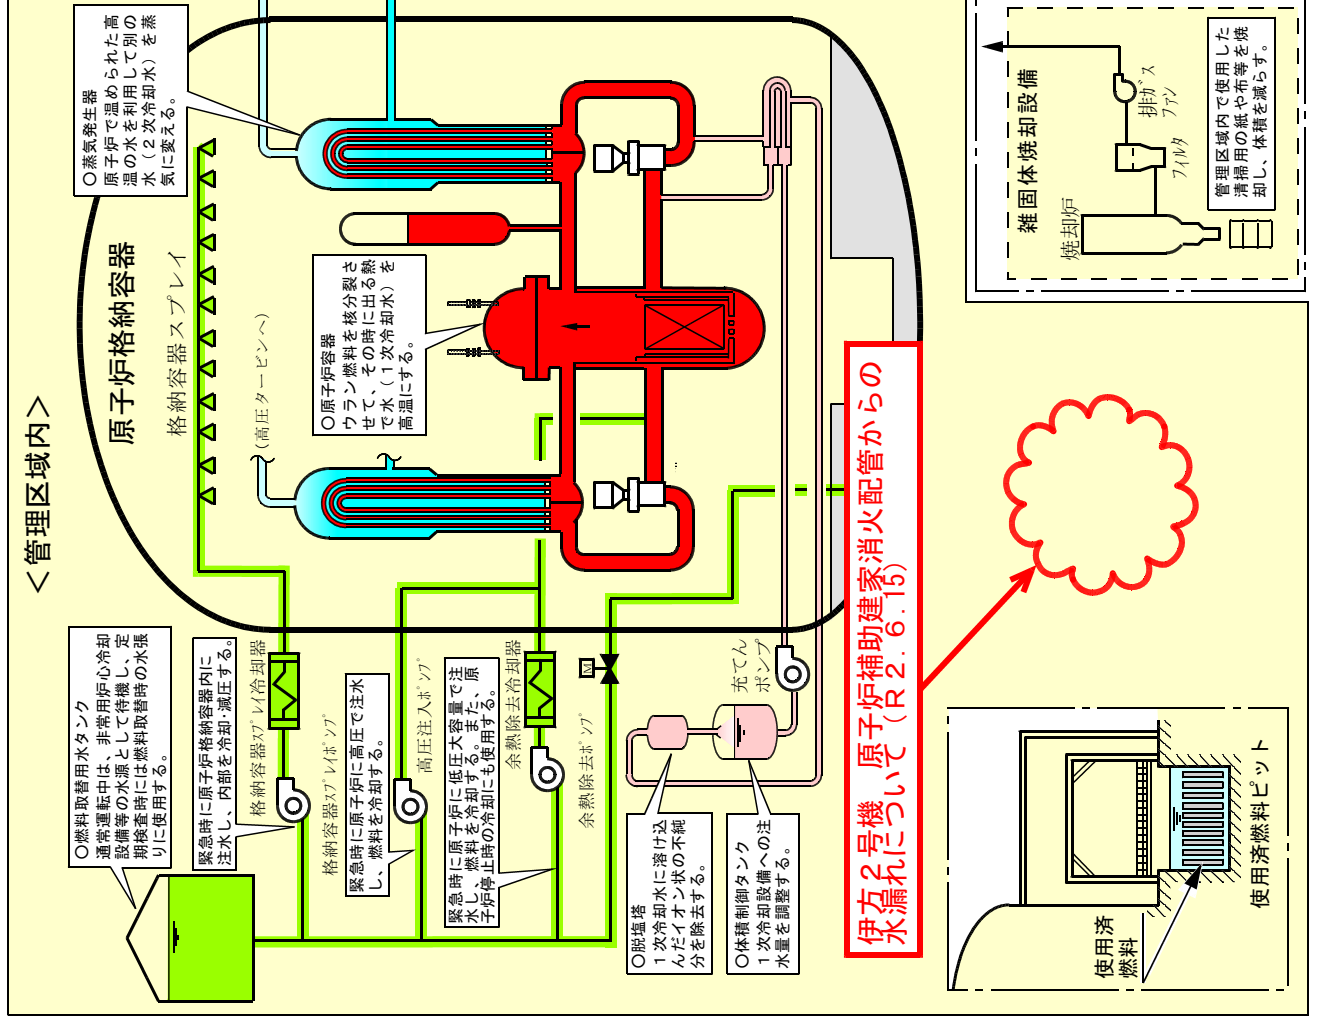 ＜管理区域内＞
○燃料取替用水タンク
通常運転中は、非常用炉心冷却
設備等の水源として待機し、定
期検査時には燃料取替時の水張
りに使用する。
原子炉格納容器
格納容器スプレイ
○蒸気発生器
原子炉で温められた高
温の水を利用して別の
水（２次冷却水）を蒸
気に変える。
緊急時に原子炉格納容器内に
注水し、内部を冷却・減圧する。
格納容器ｽﾌﾟﾚｲ冷却器
（高圧タービンへ）
格納容器ｽﾌﾟﾚｲﾎﾟﾝﾌﾟ
○原子炉容器
ウラン燃料を核分裂さ
せて、その時に出る熱
で水（１次冷却水）を
高温にする。
緊急時に原子炉に高圧で注水
し、燃料を冷却する。
高圧注入ﾎﾟﾝﾌﾟ
緊急時に原子炉に低圧大容量で注
水し、燃料を冷却する。また、原
子炉停止時の冷却にも使用する。
余熱除去冷却器
余熱除去ﾎﾟﾝﾌﾟ
M
○脱塩塔
１次冷却水に溶け込
んだイオン状の不純
分を除去する。
○体積制御タンク
１次冷却設備への注
水量を調整する。
充てん
ポンプ
伊方２号機　原子炉補助建家消火配管からの
水漏れについて（Ｒ２．６．15）
雑固体焼却設備
焼却炉
フィルタ
排ｶﾞｽ
ファン
管理区域内で使用した
清掃用の紙や布等を焼
却し、体積を減らす。
使用済
燃料
使用済燃料ピット